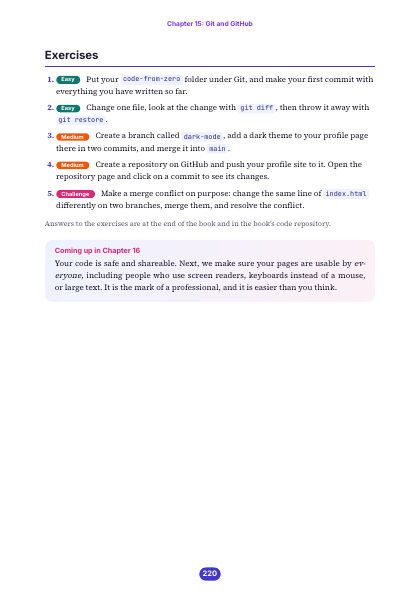 Chapter 15: Git and GitHub
Exercises
1. Easy Put your code-from-zero folder under Git, and make your first commit with
everything you have written so far.
2. Easy Change one file, look at the change with git diff, then throw it away with
git restore.
3. Medium Create a branch called dark-mode, add a dark theme to your profile page
there in two commits, and merge it into main.
4. Medium Create a repository on GitHub and push your profile site to it. Open the
repository page and click on a commit to see its changes.
5. Challenge Make a merge conflict on purpose: change the same line of index.html
differently on two branches, merge them, and resolve the conflict.
Answers to the exercises are at the end of the book and in the book's code repository.
Coming up in Chapter 16
Your code is safe and shareable. Next, we make sure your pages are usable by ev-
eryone, including people who use screen readers, keyboards instead of a mouse,
or large text. It is the mark of a professional, and it is easier than you think.
220